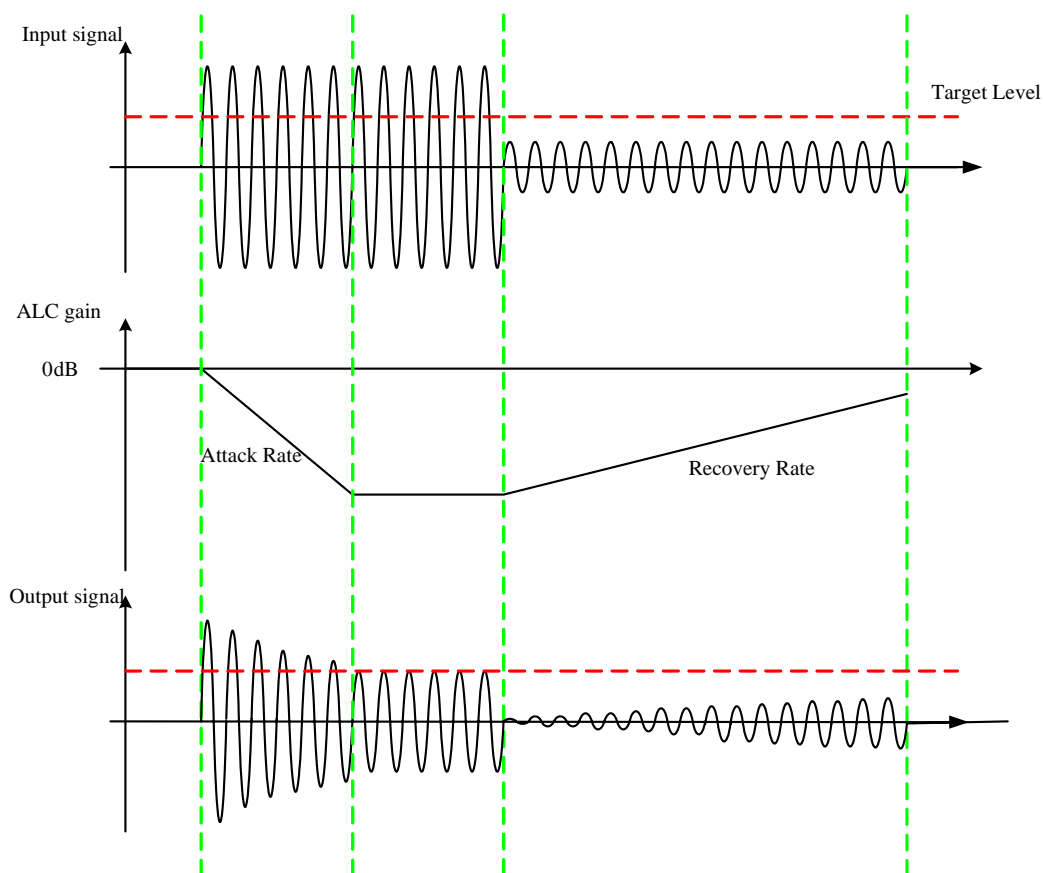 Input signal
Target Level
ALC gain
0dB
Attack Rate
Recovery Rate
Output signal